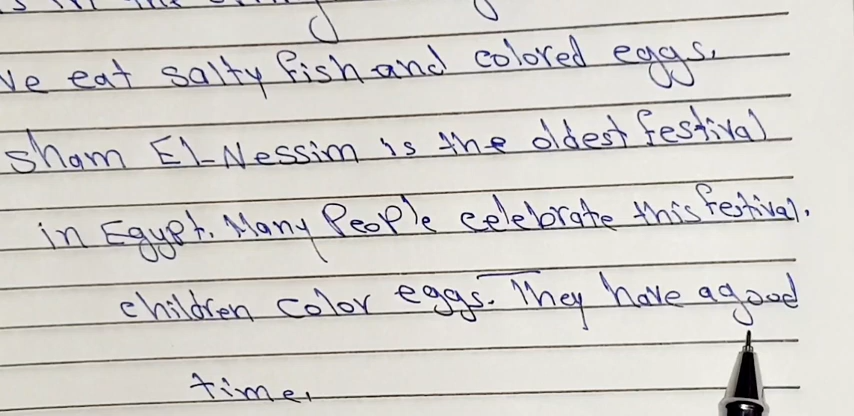 eat salty fish and colored eggs.
sham El-Nessim is the oldest festival
in Egypt. Many People celebrate this festival.
children color eggs. They have a good
time.